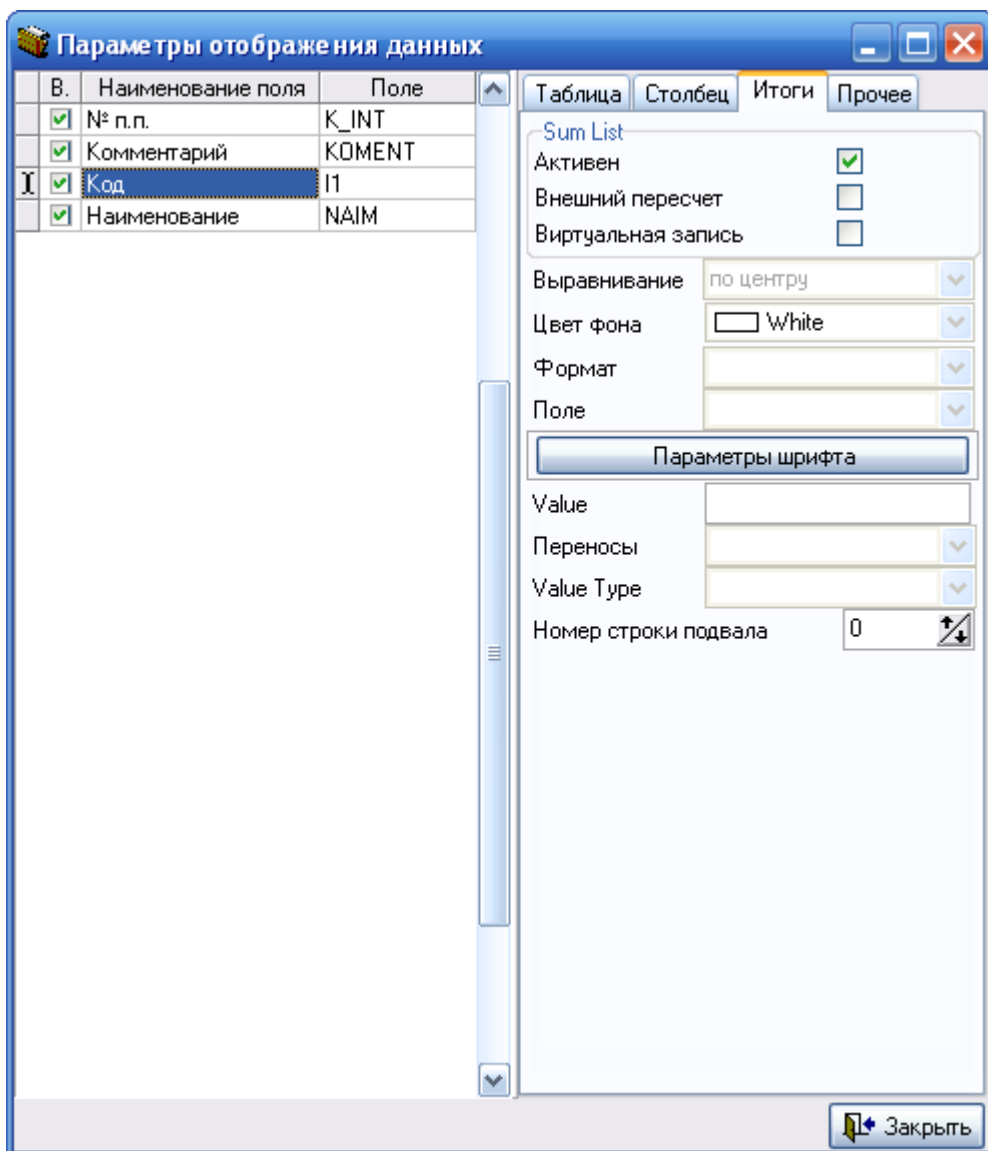 Параметры отображения данных
В. Наименование поля Поле
№ п.п. K_INT
Комментарий KOMENT
Код I1
Наименование NAIM
Таблица Столбец Итоги Прочее
Sum List
Активен
Внешний пересчет
Виртуальная запись
Выравнивание по центру
Цвет фона White
Формат
Поле
Параметры шрифта
Value
Переносы
Value Type
Номер строки подвала 0
Закрыть